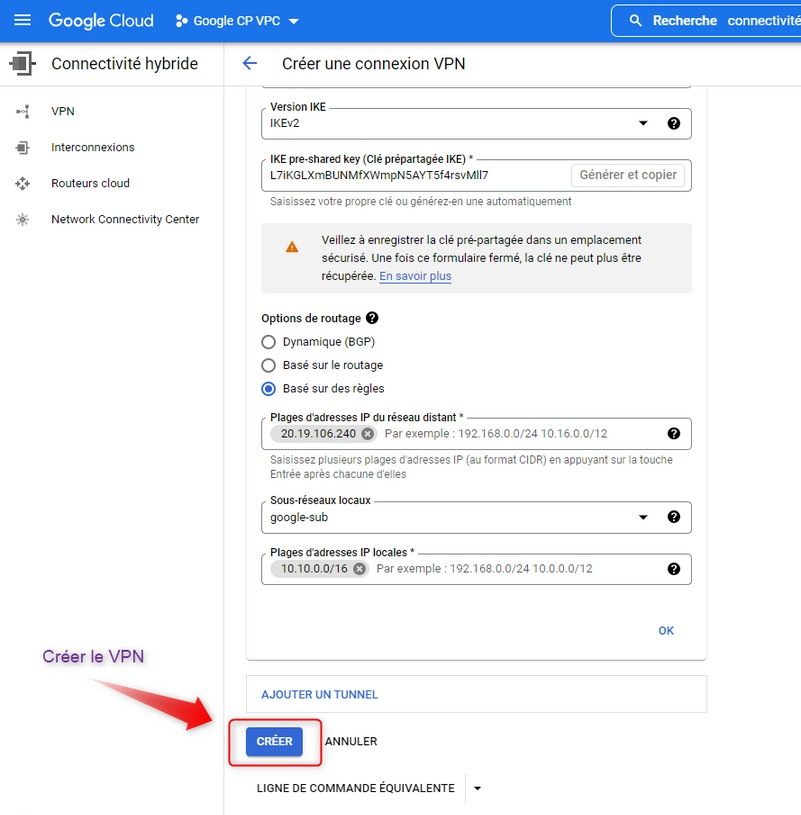 Google Cloud
Google CP VPC
Recherche connectivité
Connectivité hybride
Créer une connexion VPN
VPN
Interconnexions
Routeurs cloud
Network Connectivity Center
Version IKE
IKEv2
IKE pre-shared key (Clé prépartagée IKE) *
L7iKGLXmBUNMfXWmpN5AYT5f4rsvMll7
Générer et copier
Saisissez votre propre clé ou générez-en une automatiquement
Veillez à enregistrer la clé pré-partagée dans un emplacement
sécurisé. Une fois ce formulaire fermé, la clé ne peut plus être
récupérée. En savoir plus
Options de routage
Dynamique (BGP)
Basé sur le routage
Basé sur des règles
Plages d'adresses IP du réseau distant *
20.19.106.240 Par exemple : 192.168.0.0/24 10.16.0.0/12
Saisissez plusieurs plages d'adresses IP (au format CIDR) en appuyant sur la touche
Entrée après chacune d'elles
Sous-réseaux locaux
google-sub
Plages d'adresses IP locales *
10.10.0.0/16 Par exemple : 192.168.0.0/24 10.0.0.0/12
OK
Créer le VPN
AJOUTER UN TUNNEL
CRÉER
ANNULER
LIGNE DE COMMANDE ÉQUIVALENTE